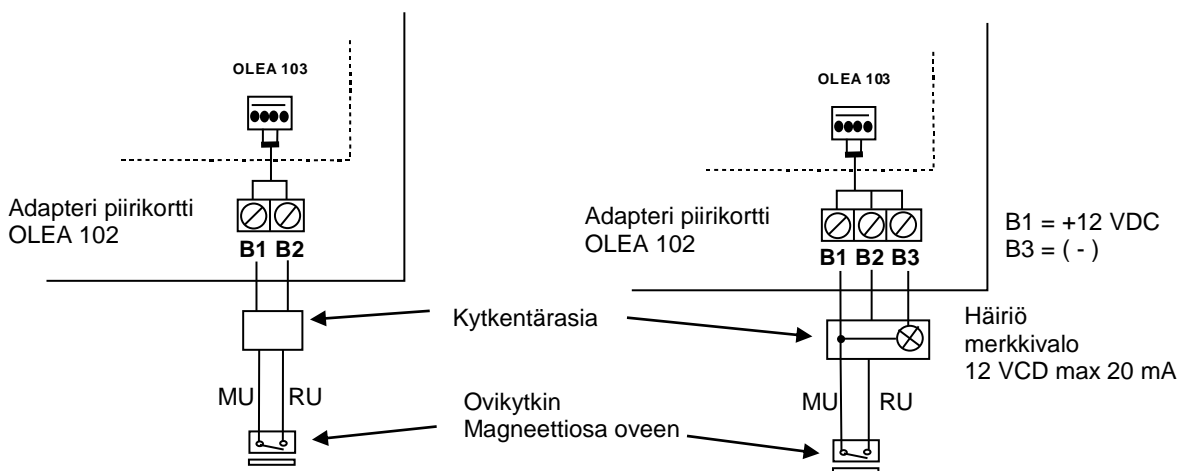 OLEA 103
Adapteri piirikortti
OLEA 102
B1 B2
MU RU
OLEA 103
Adapteri piirikortti
OLEA 102
B1 B2 B3
B1 = +12 VDC
B3 = ( - )
Kytkentärasia
Häiriö
merkkivalo
12 VCD max 20 mA
MU RU
Ovikytkin
Magneettiosa oveen